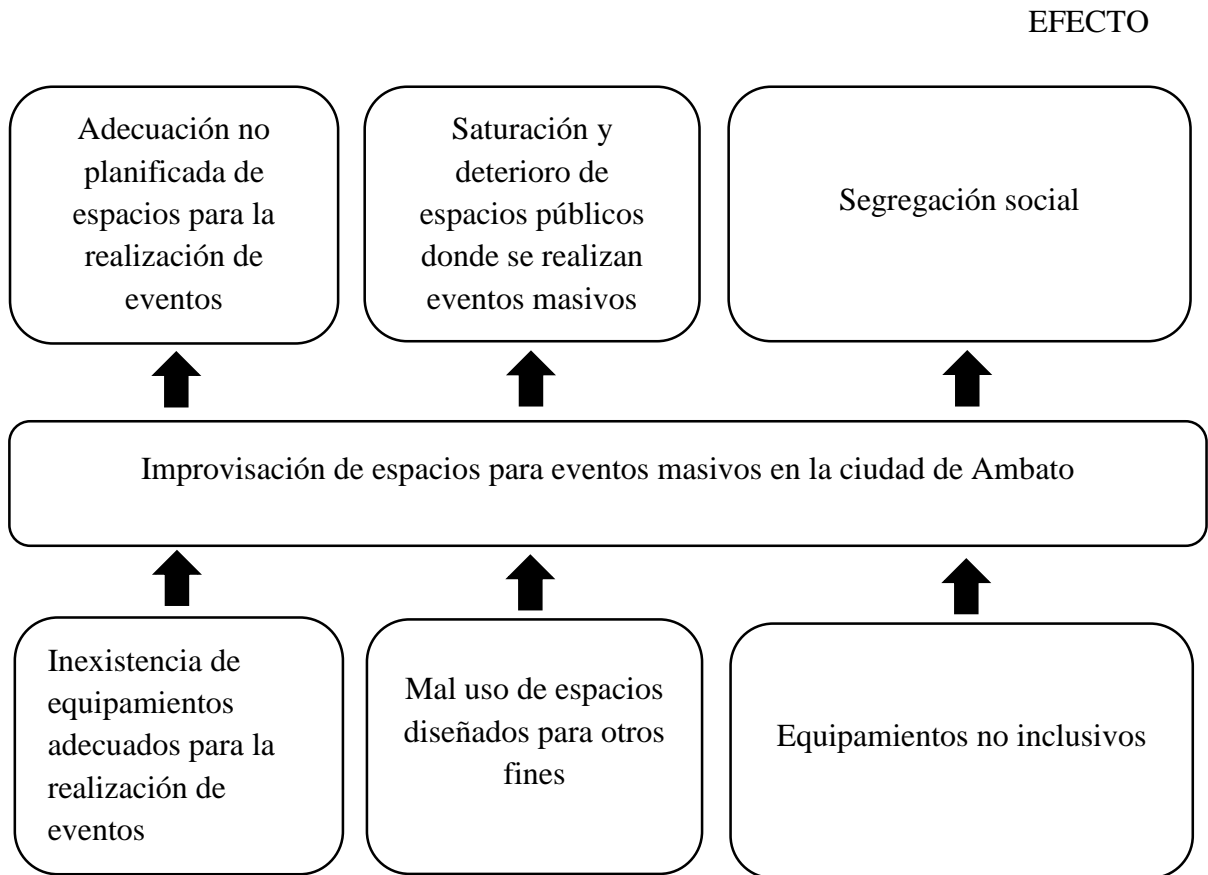 EFECTO
Adecuación no
planificada de
espacios para la
realización de
eventos
Saturación y
deterioro de
espacios públicos
donde se realizan
eventos masivos
Segregación social
Improvisación de espacios para eventos masivos en la ciudad de Ambato
Inexistencia de
equipamientos
adecuados para la
realización de
eventos
Mal uso de espacios
diseñados para otros
fines
Equipamientos no inclusivos